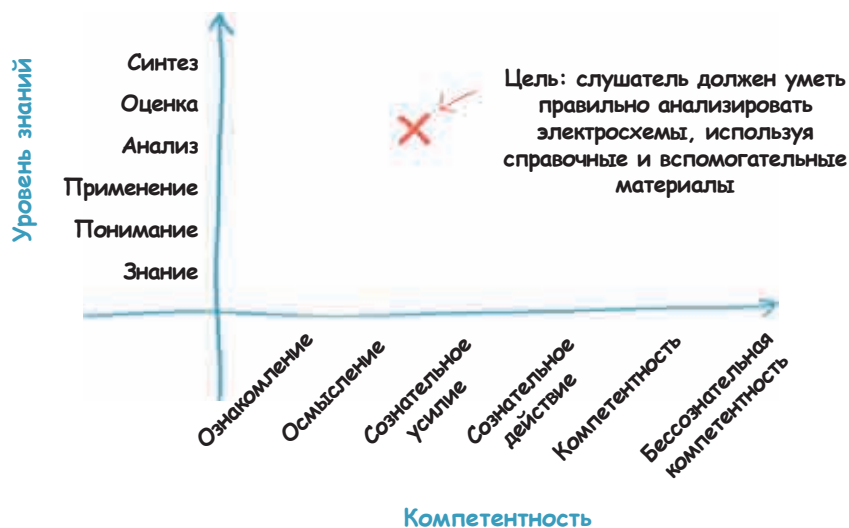 Уровень знаний
Синтез
Оценка
Анализ
Применение
Понимание
Знание
Цель: слушатель должен уметь
правильно анализировать
электросхемы, используя
справочные и вспомогательные
материалы
Ознакомление
Осмысление
Сознательное
усилие
Сознательное
действие
Компетентность
Бессознательная
компетентность
Компетентность